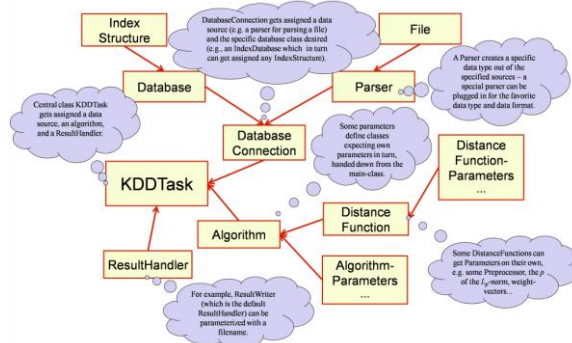 Index
Structure
DatabaseConnection gets assigned a data
source (e.g. a parser for parsing a file)
and the specific database class desired
(e.g., an IndexDatabase which in turn
can get assigned any IndexStructure).
File
Database
Parser
A Parser creates a specific
data type out of the
specified sources – a
special parser can be
plugged in for the favorite
data type and data format.
Central class KDDTask
gets assigned a data
source, an algorithm,
and a ResultHandler.
Database
Connection
Some parameters
define classes
expecting own
parameters in turn,
handed down from the
main-class.
Distance
Function-
Parameters
...
KDDTask
Algorithm
Distance
Function
ResultHandler
Algorithm-
Parameters
...
Some DistanceFunctions can
get Parameters on their own,
e.g. some Preprocessor, the p
of the Lp-norm, weight-
vectors...
For example, ResultWriter
(which is the default
ResultHandler) can be
parameterized with a
filename.